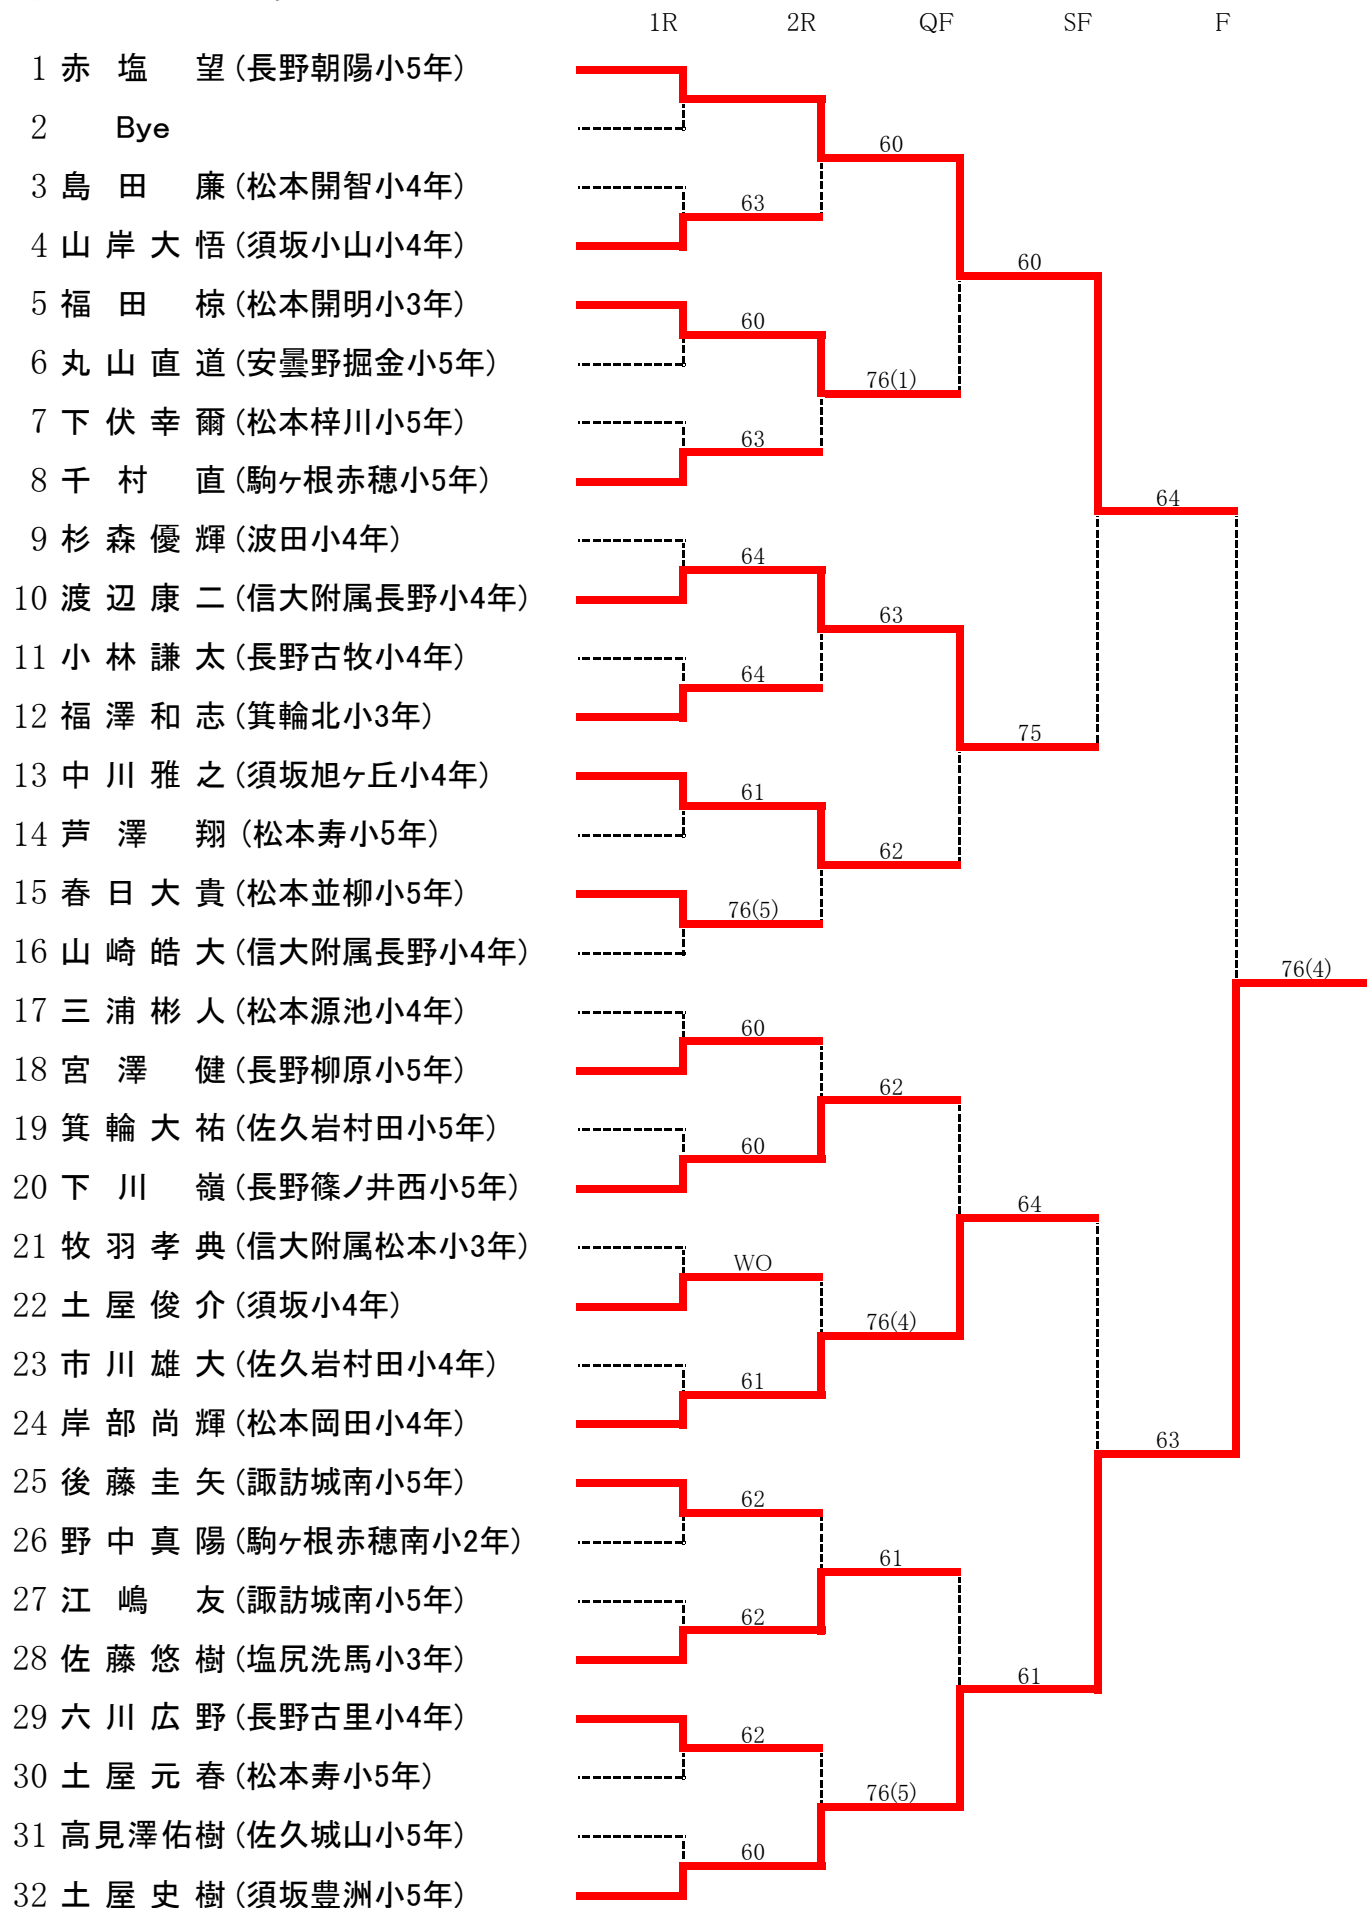 1R 2R QF SF F
1 赤 塩 望 (長野朝陽小5年)
2 Bye
60
3 島 田 廉 (松本開智小4年)
63
4 山 岸 大 悟 (須坂小山小4年)
60
5 福 田 椋 (松本開明小3年)
60
6 丸 山 直 道 (安曇野掘金小5年)
76(1)
7 下 伏 幸 爾 (松本梓川小5年)
63
8 千 村 直 (駒ヶ根赤穂小5年)
64
9 杉 森 優 輝 (波田小4年)
64
10 渡 辺 康 二 (信大附属長野小4年)
63
11 小 林 謙 太 (長野古牧小4年)
64
12 福 澤 和 志 (箕輪北小3年)
75
13 中 川 雅 之 (須坂旭ヶ丘小4年)
61
14 芦 澤 翔 (松本寿小5年)
62
15 春 日 大 貴 (松本並柳小5年)
76(5)
16 山 崎 皓 大 (信大附属長野小4年)
76(4)
17 三 浦 彬 人 (松本源池小4年)
60
18 宮 澤 健 (長野柳原小5年)
62
19 箕 輪 大 祐 (佐久岩村田小5年)
60
20 下 川 嶺 (長野篠ノ井西小5年)
64
21 牧 羽 孝 典 (信大附属松本小3年)
WO
22 土 屋 俊 介 (須坂小4年)
76(4)
23 市 川 雄 大 (佐久岩村田小4年)
61
24 岸 部 尚 輝 (松本岡田小4年)
63
25 後 藤 圭 矢 (諏訪城南小5年)
62
26 野 中 真 陽 (駒ヶ根赤穂南小2年)
61
27 江 嶋 友 (諏訪城南小5年)
62
28 佐 藤 悠 樹 (塩尻洗馬小3年)
61
29 六 川 広 野 (長野古里小4年)
62
30 土 屋 元 春 (松本寿小5年)
76(5)
31 高見澤佑樹 (佐久城山小5年)
60
32 土 屋 史 樹 (須坂豊洲小5年)